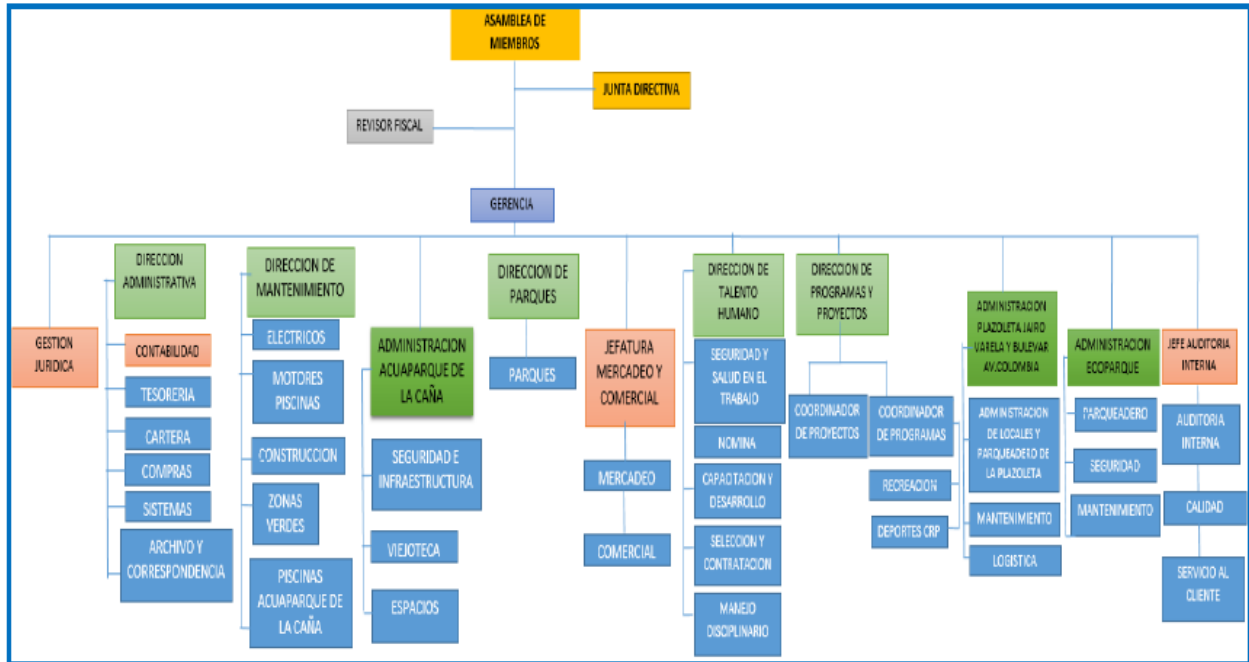 ASAMBLEA DE
MIEMBROS
JUNTA DIRECTIVA
REVISOR FISCAL
GERENCIA
GESTION
JURIDICA
DIRECCION
ADMINISTRATIVA
CONTABILIDAD
TESORERIA
CARTERA
COMPRAS
SISTEMAS
ARCHIVO Y
CORRESPONDENCIA
DIRECCION DE
MANTENIMIENTO
ELECTRICOS
MOTORES
PISCINAS
CONSTRUCCION
ZONAS
VERDES
PISCINAS
ACUAPARQUE DE
LA CAÑA
ADMINISTRACION
ACUAPARQUE DE
LA CAÑA
SEGURIDAD E
INFRAESTRUCTURA
VIEJOTECA
ESPACIOS
DIRECCION DE
PARQUES
PARQUES
JEFATURA
MERCADEO Y
COMERCIAL
MERCADEO
COMERCIAL
DIRECCION DE
TALENTO
HUMANO
SEGURIDAD Y
SALUD EN EL
TRABAJO
NOMINA
CAPACITACION Y
DESARROLLO
SELECCION Y
CONTRATACION
MANEJO
DISCIPLINARIO
DIRECCION DE
PROGRAMAS Y
PROYECTOS
COORDINADOR
DE PROYECTOS
COORDINADOR
DE PROGRAMAS
RECREACION
DEPORTES CRP
ADMINISTRACION
PLAZOLETA JAIRO
VARELA Y BULEVAR
AV.COLOMBIA
ADMINISTRACION
DE LOCALES Y
PARQUEADERO DE
LA PLAZOLETA
MANTENIMIENTO
LOGISTICA
ADMINISTRACION
ECOPARQUE
PARQUEADERO
SEGURIDAD
MANTENIMIENTO
JEFE AUDITORIA
INTERNA
AUDITORIA
INTERNA
CALIDAD
SERVICIO AL
CLIENTE